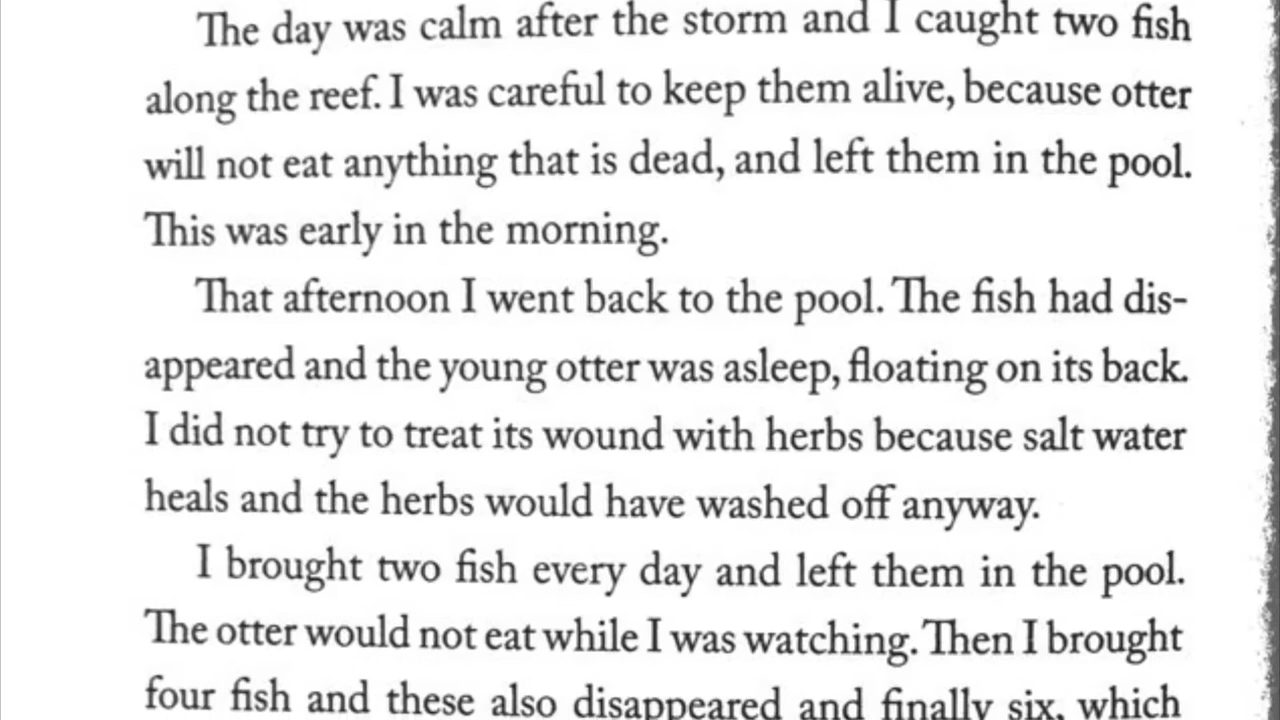 The day was calm after the storm and I caught two fish
along the reef. I was careful to keep them alive, because otter
will not eat anything that is dead, and left them in the pool.
This was early in the morning.
That afternoon I went back to the pool. The fish had dis-
appeared and the young otter was asleep, floating on its back.
I did not try to treat its wound with herbs because salt water
heals and the herbs would have washed off anyway.
I brought two fish every day and left them in the pool.
The otter would not eat while I was watching. Then I brought
four fish and these also disappeared and finally six, which